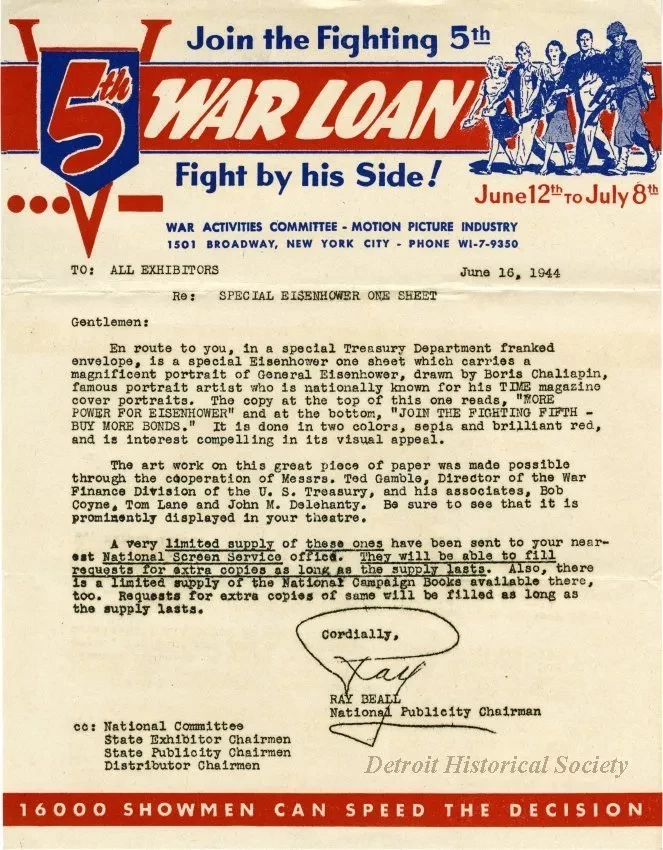 Join the Fighting 5th
5th WAR LOAN
Fight by his Side!
June 12th TO July 8th
WAR ACTIVITIES COMMITTEE - MOTION PICTURE INDUSTRY
1501 BROADWAY, NEW YORK CITY - PHONE WI-7-9350
TO: ALL EXHIBITORS
June 16, 1944
Re: SPECIAL EISENHOWER ONE SHEET
Gentlemen:
En route to you, in a special Treasury Department franked
envelope, is a special Eisenhower one sheet which carries a
magnificent portrait of General Eisenhower, drawn by Boris Chaliapin,
famous portrait artist who is nationally known for his TIME magazine
cover portraits. The copy at the top of this one reads, "MORE
POWER FOR EISENHOWER" and at the bottom, "JOIN THE FIGHTING FIFTH -
BUY MORE BONDS." It is done in two colors, sepia and brilliant red,
and is interest compelling in its visual appeal.
The art work on this great piece of paper was made possible
through the cooperation of Messrs. Ted Gamble, Director of the War
Finance Division of the U. S. Treasury, and his associates, Bob
Coyne, Tom Lane and John M. Delehanty. Be sure to see that it is
prominently displayed in your theatre.
A very limited supply of these ones have been sent to your near-
est National Screen Service office. They will be able to fill
requests for extra copies as long as the supply lasts. Also, there
is a limited supply of the National Campaign Books available there,
too. Requests for extra copies of same will be filled as long as
the supply lasts.
Cordially,
Ray
RAY BEALL
National Publicity Chairman
cc: National Committee
State Exhibitor Chairmen
State Publicity Chairmen
Distributor Chairmen
Detroit Historical Society
16000 SHOWMEN CAN SPEED THE DECISION